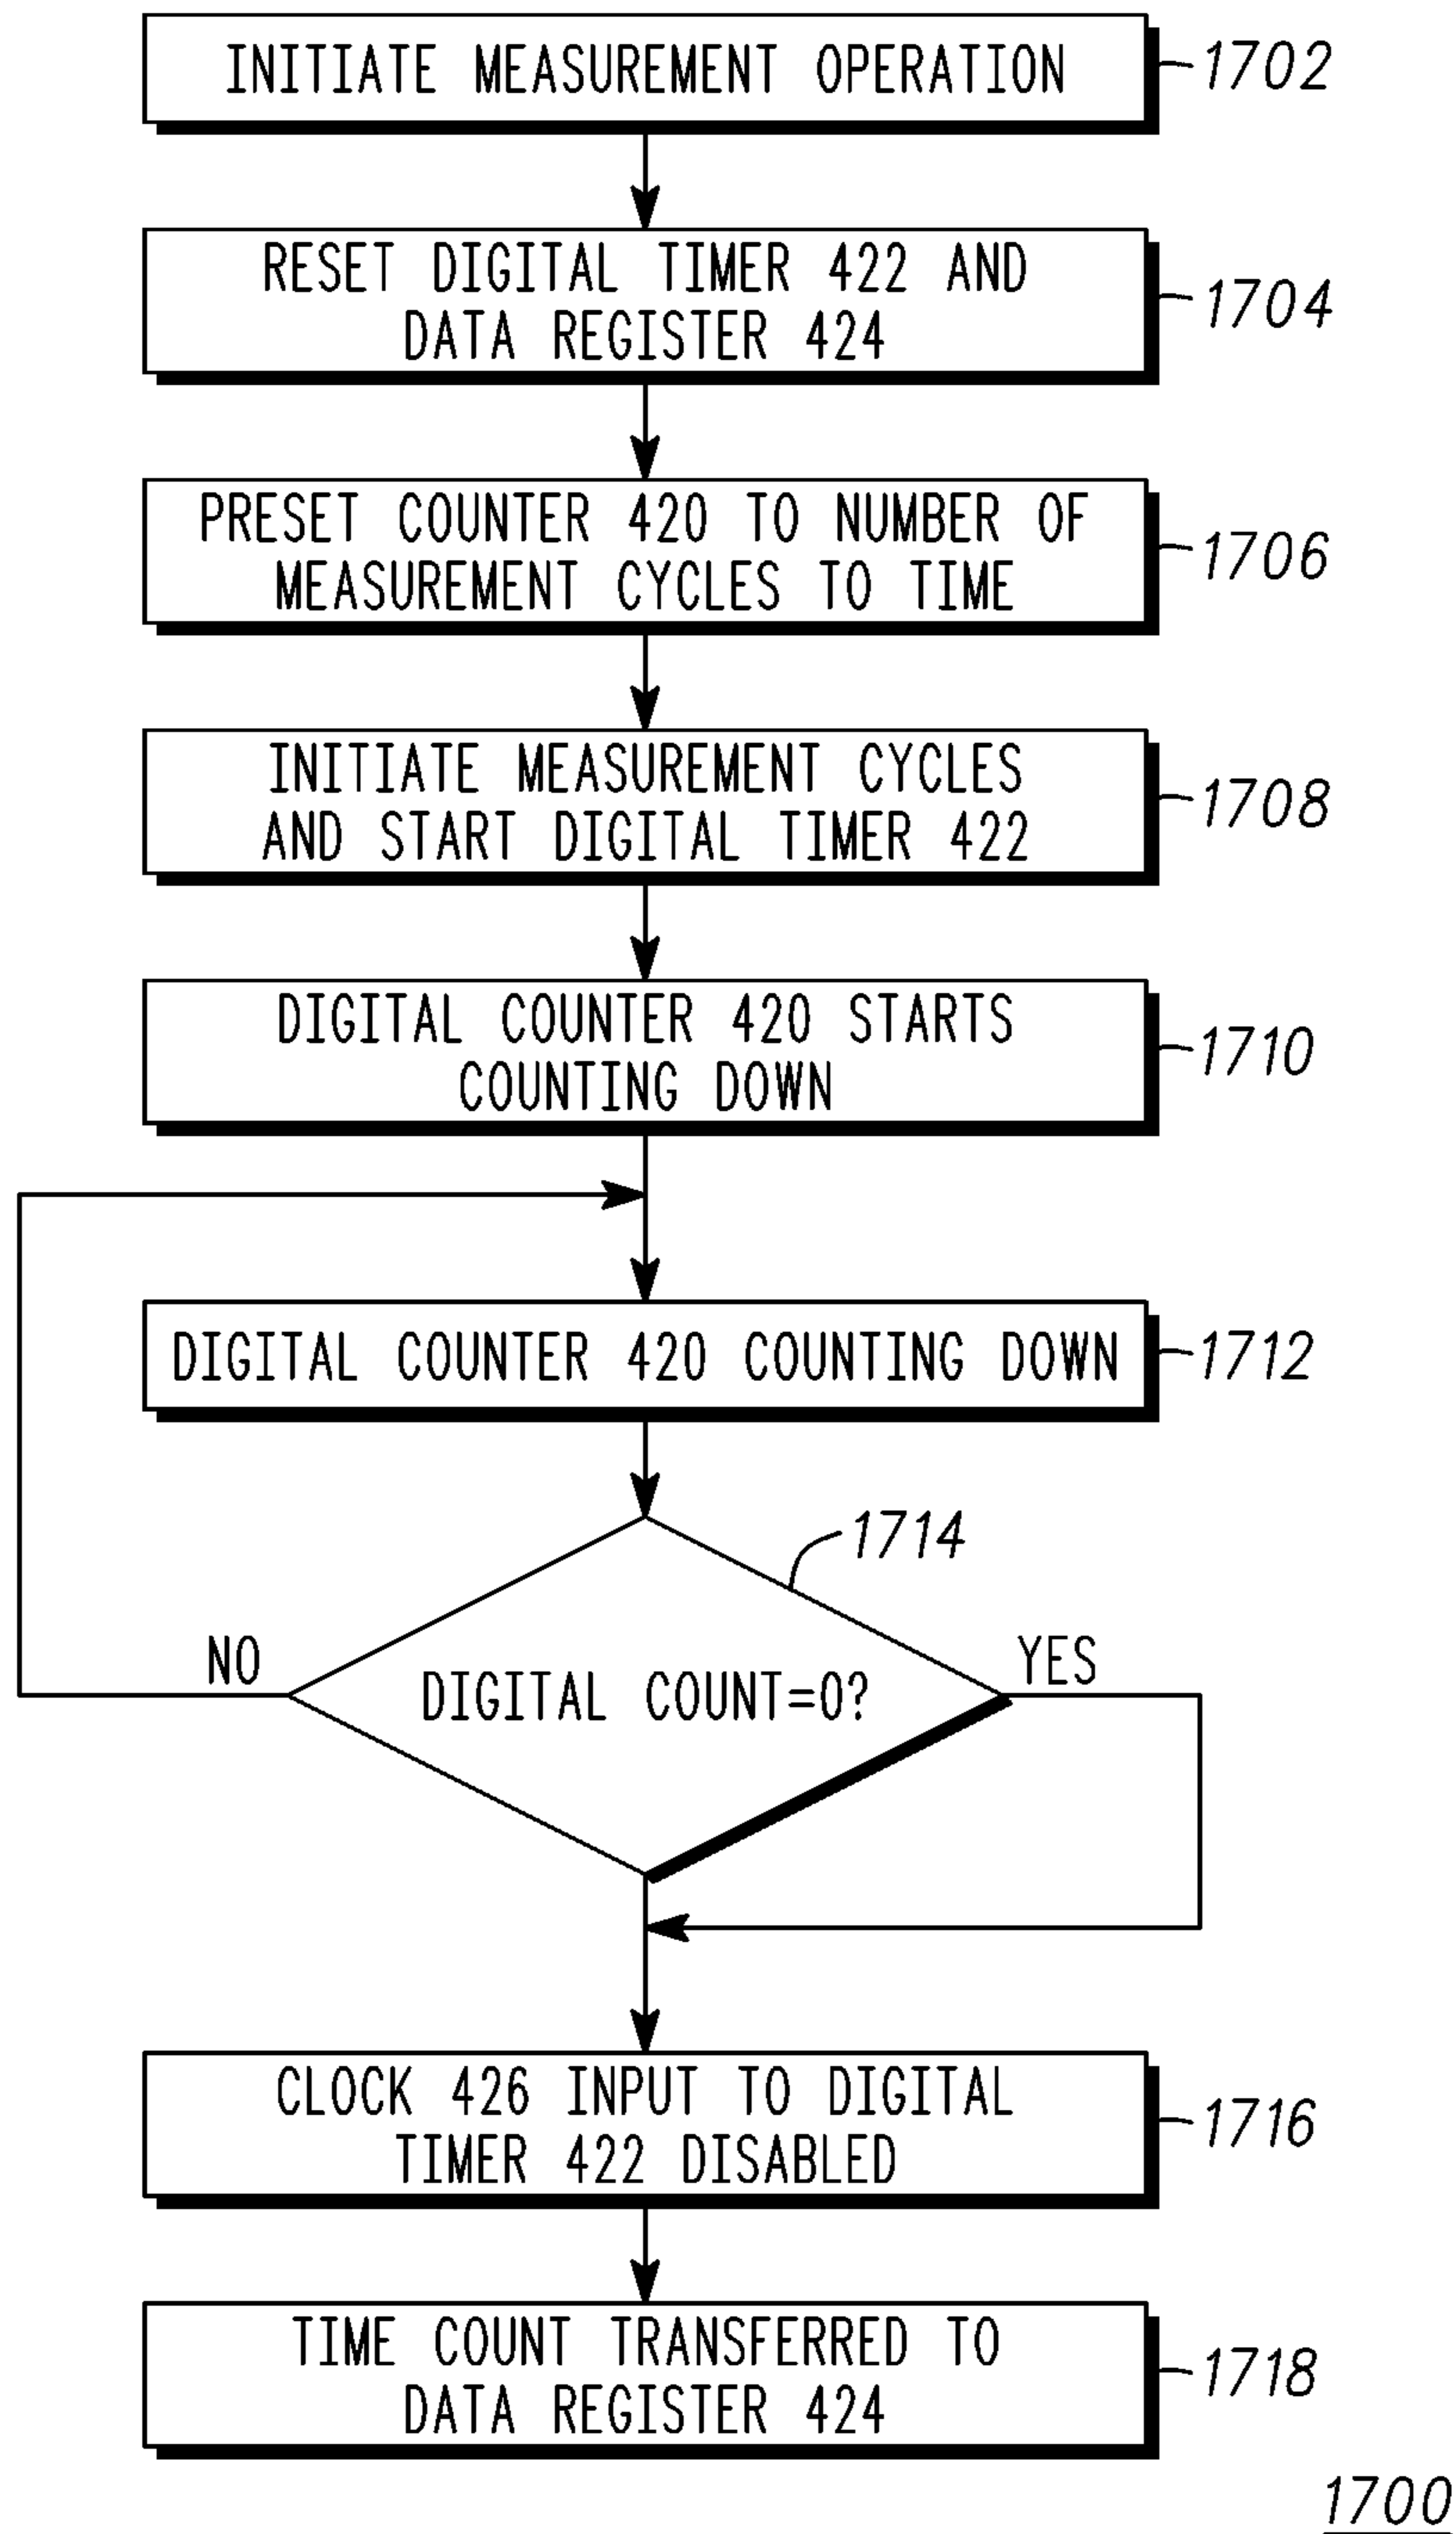 INITIATE MEASUREMENT OPERATION
1702
RESET DIGITAL TIMER 422 AND
DATA REGISTER 424
1704
PRESET COUNTER 420 TO NUMBER OF
MEASUREMENT CYCLES TO TIME
1706
INITIATE MEASUREMENT CYCLES
AND START DIGITAL TIMER 422
1708
DIGITAL COUNTER 420 STARTS
COUNTING DOWN
1710
DIGITAL COUNTER 420 COUNTING DOWN
1712
1714
NO
YES
DIGITAL COUNT=0?
CLOCK 426 INPUT TO DIGITAL
TIMER 422 DISABLED
1716
TIME COUNT TRANSFERRED TO
DATA REGISTER 424
1718
1700